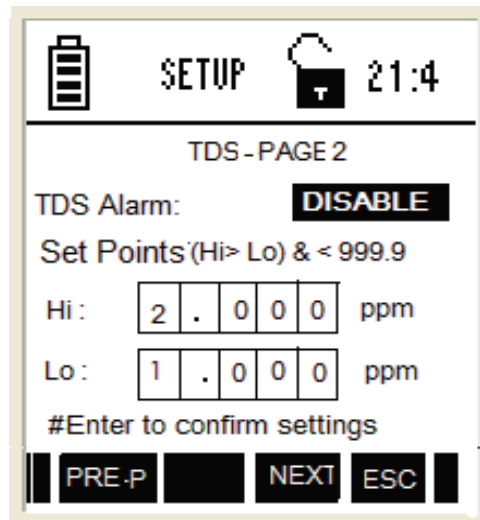 SETUP T 21:4
TDS-PAGE 2
TDS Alarm: DISABLE
Set Points (Hi> Lo) & < 999.9
Hi : 2 . 0 0 0 ppm
Lo : 1 . 0 0 0 ppm
#Enter to confirm settings
PRE-P NEXT ESC